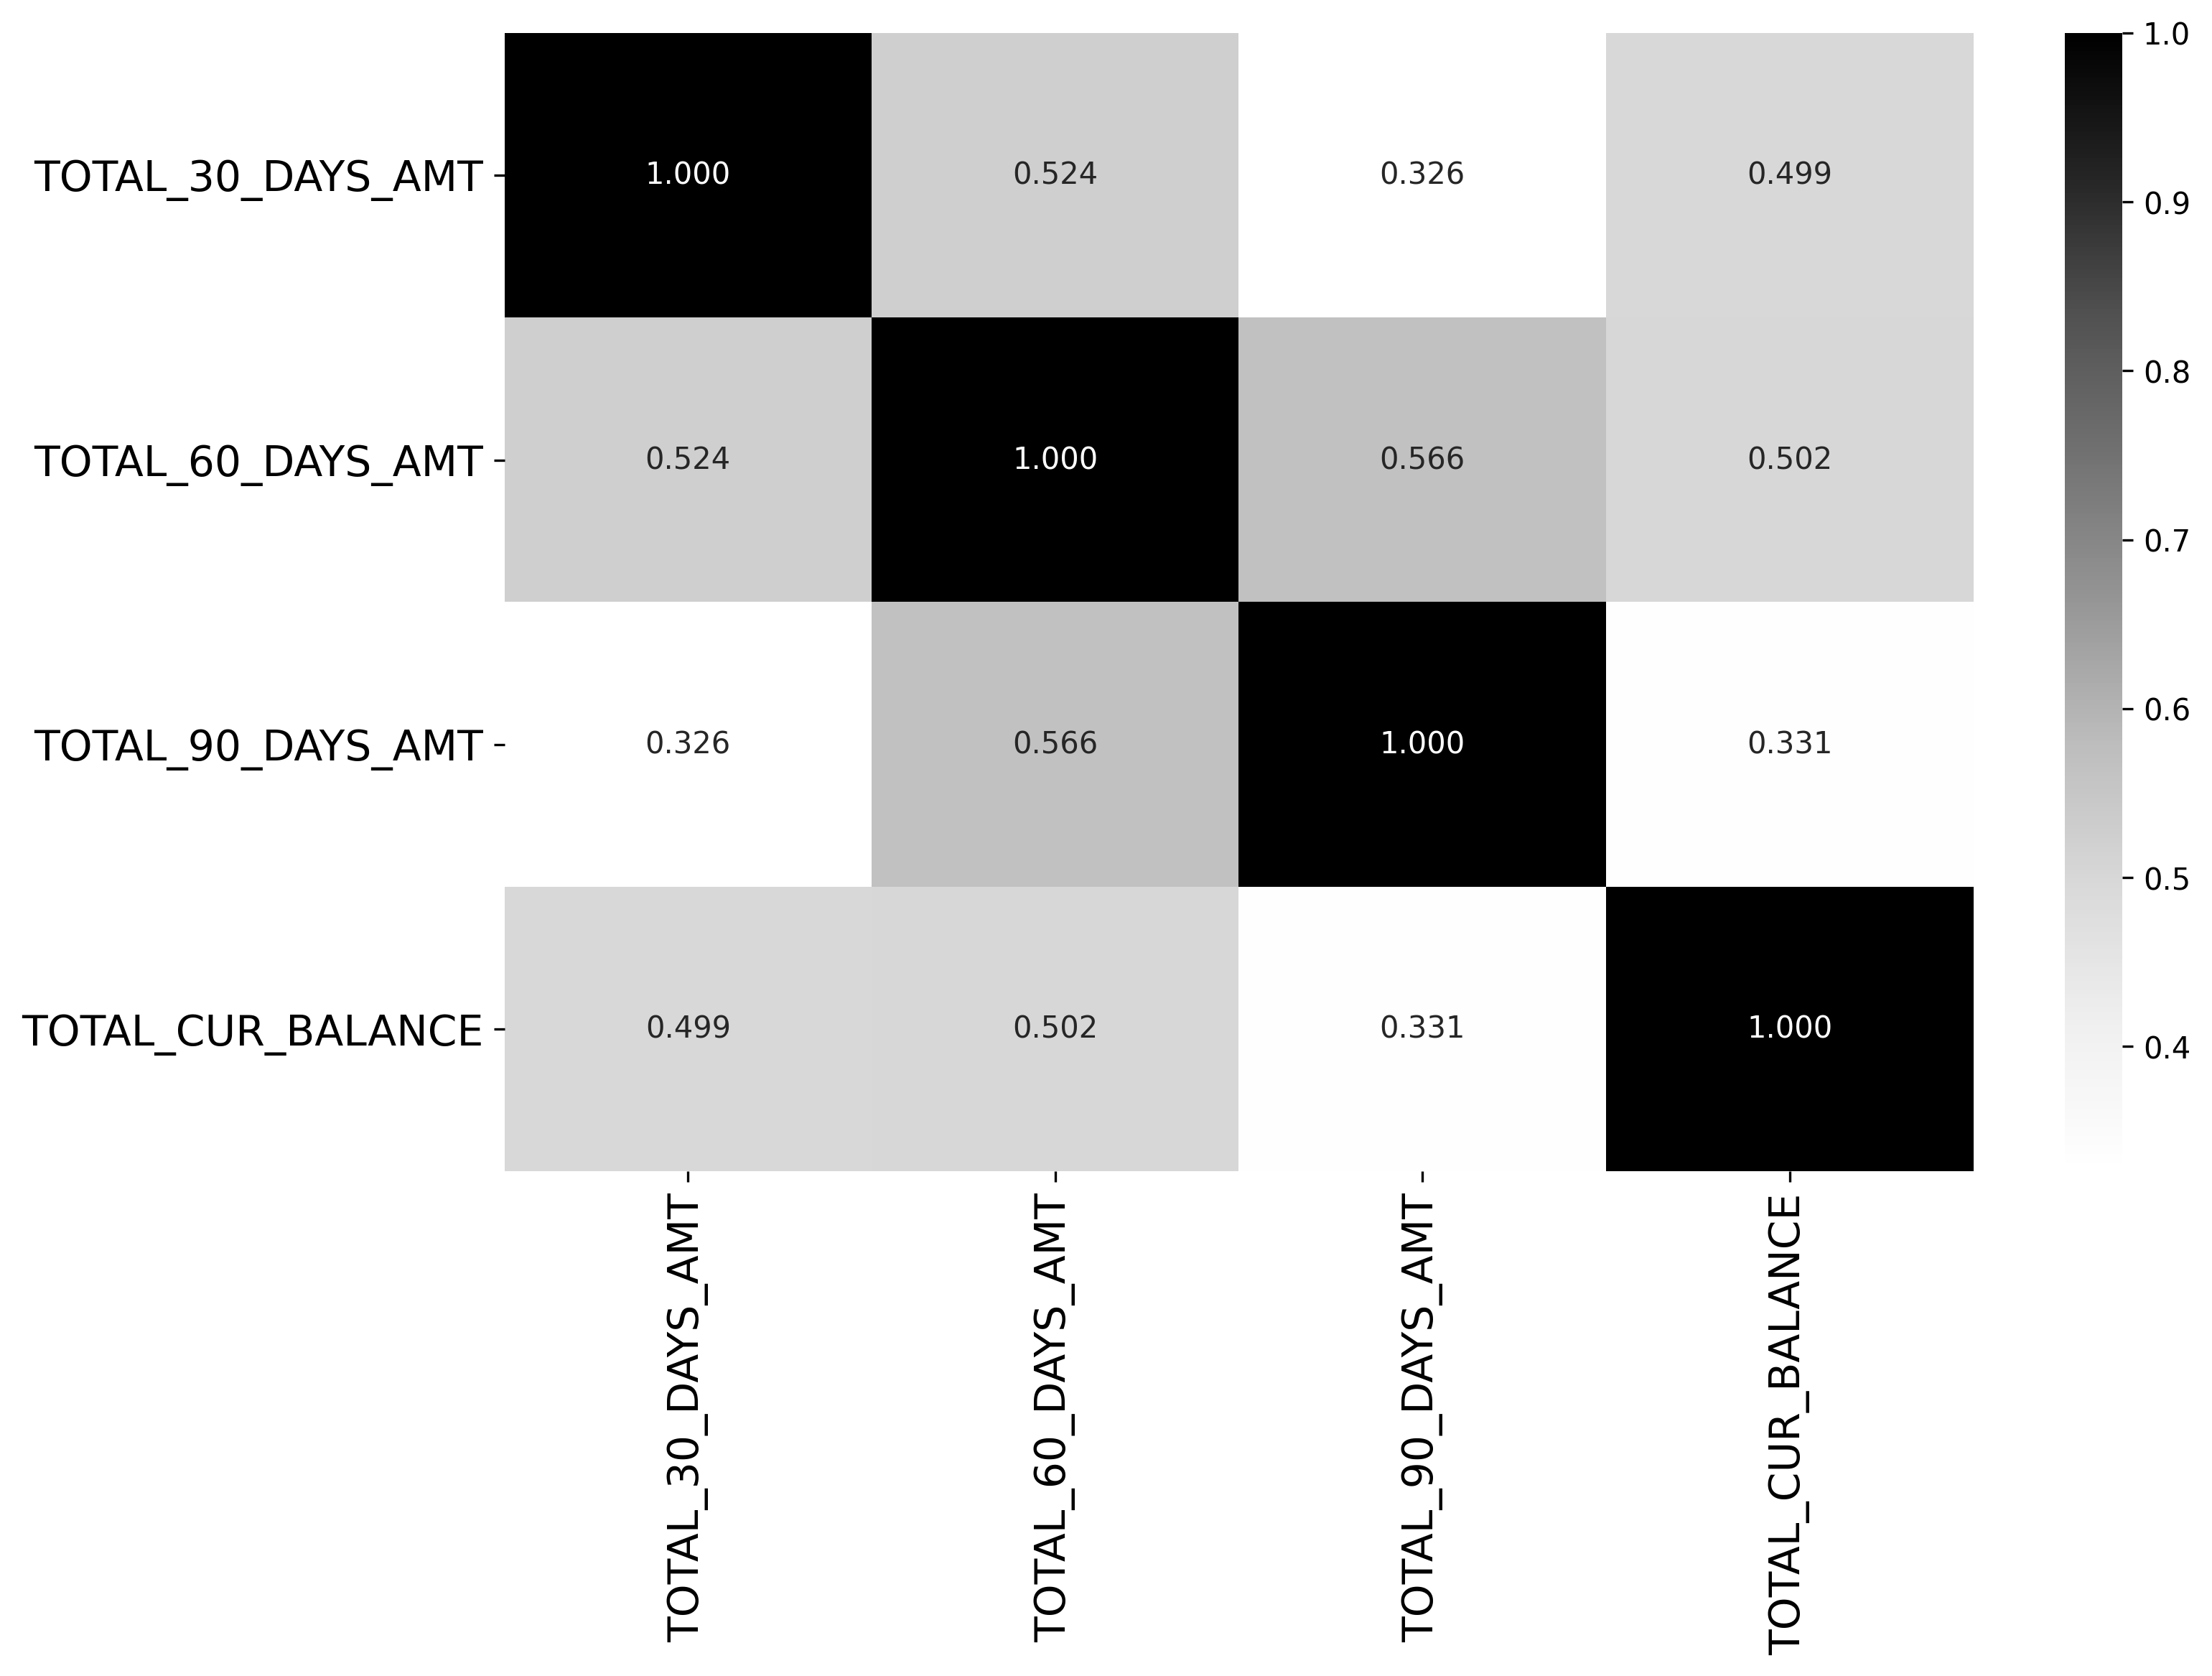 1.0
TOTAL_30_DAYS_AMT 1.000 0.524 0.326 0.499
0.9
0.8
TOTAL_60_DAYS_AMT 0.524 1.000 0.566 0.502
0.7
0.6
TOTAL_90_DAYS_AMT 0.326 0.566 1.000 0.331
0.5
TOTAL_CUR_BALANCE 0.499 0.502 0.331 1.000
0.4
TOTAL_30_DAYS_AMT
TOTAL_60_DAYS_AMT
TOTAL_90_DAYS_AMT
TOTAL_CUR_BALANCE